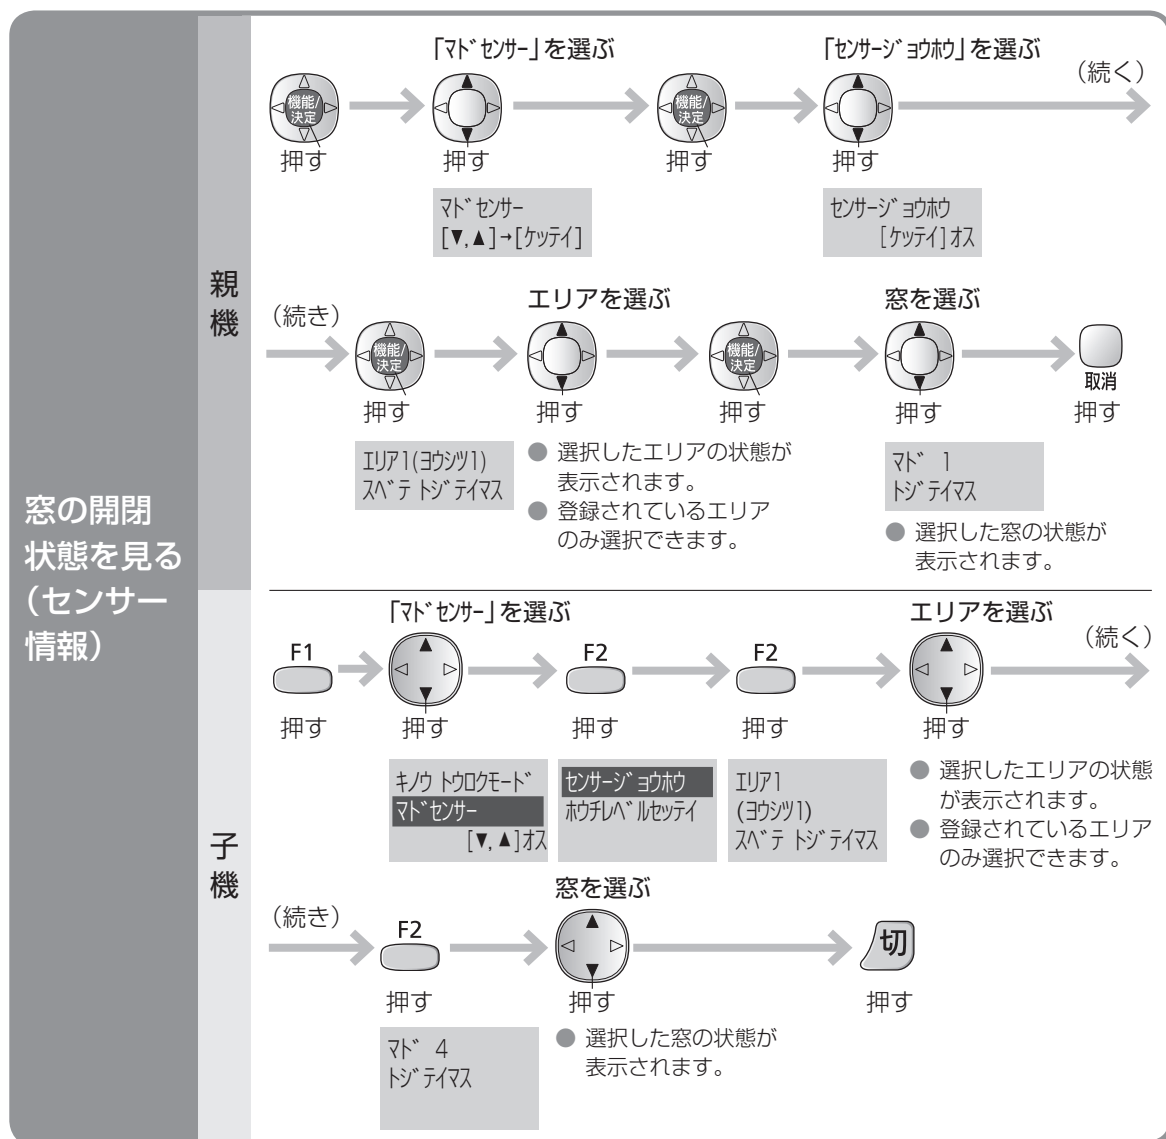 窓の開閉
状態を見る
(センサー
情報)
親機
「ﾏﾄﾞｾﾝｻｰ」を選ぶ
「ｾﾝｻｰｼﾞｮｳﾎｳ」を選ぶ
(続く)
機能/
決定
機能/
決定
押す
押す
押す
押す
ﾏﾄﾞｾﾝｻｰ
[▼,▲]→[ｹｯﾃｲ]
ｾﾝｻｰｼﾞｮｳﾎｳ
[ｹｯﾃｲ]ｵｽ
(続き)
エリアを選ぶ
窓を選ぶ
機能/
決定
機能/
決定
取消
押す
押す
押す
押す
押す
ｴﾘｱ1(ﾖｳｼﾂ1)
ｽﾍﾞﾃ ﾄｼﾞﾃｲﾏｽ
● 選択したエリアの状態が
表示されます。
● 登録されているエリア
のみ選択できます。
ﾏﾄﾞ 1
ﾄｼﾞﾃｲﾏｽ
● 選択した窓の状態が
表示されます。
子機
「ﾏﾄﾞｾﾝｻｰ」を選ぶ
エリアを選ぶ
(続く)
F1
F2
F2
押す
押す
押す
押す
押す
ｷﾉｳ ﾄｳﾛｸﾓｰﾄﾞ
ﾏﾄﾞｾﾝｻｰ
[▼,▲]ｵｽ
ｾﾝｻｰｼﾞｮｳﾎｳ
ﾎｳﾁﾚﾍﾞﾙｾｯﾃｲ
ｴﾘｱ1
(ﾖｳｼﾂ1)
ｽﾍﾞﾃ ﾄｼﾞﾃｲﾏｽ
● 選択したエリアの状態
が表示されます。
● 登録されているエリア
のみ選択できます。
(続き)
窓を選ぶ
F2
切
押す
押す
押す
ﾏﾄﾞ 4
ﾄｼﾞﾃｲﾏｽ
● 選択した窓の状態が
表示されます。